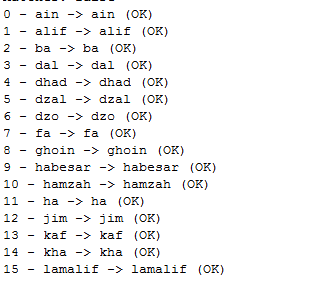 0 - ain -> ain (OK)
1 - alif -> alif (OK)
2 - ba -> ba (OK)
3 - dal -> dal (OK)
4 - dhad -> dhad (OK)
5 - dzal -> dzal (OK)
6 - dzo -> dzo (OK)
7 - fa -> fa (OK)
8 - ghoin -> ghoin (OK)
9 - habesar -> habesar (OK)
10 - hamzah -> hamzah (OK)
11 - ha -> ha (OK)
12 - jim -> jim (OK)
13 - kaf -> kaf (OK)
14 - kha -> kha (OK)
15 - lamalif -> lamalif (OK)